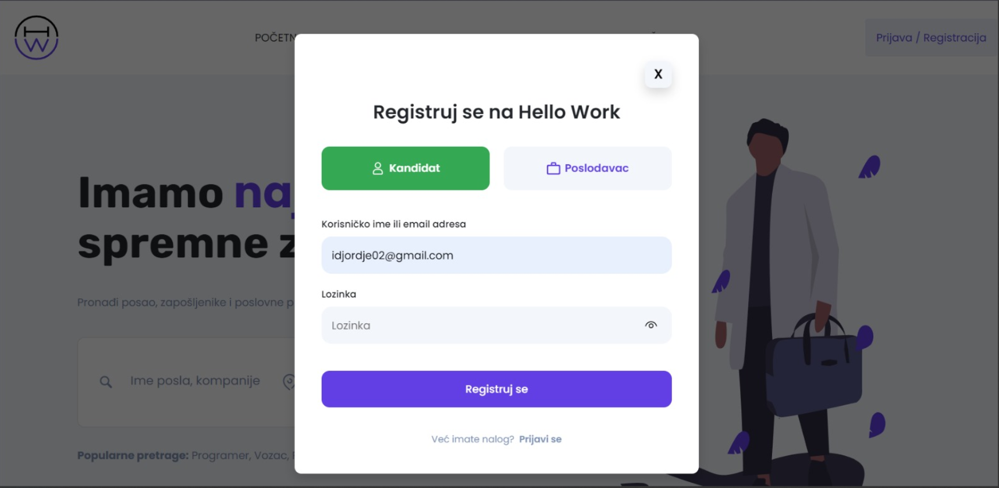 HW
POČETN
Prijava / Registracija
X
Registruj se na Hello Work
Kandidat
Poslodavac
Imamo
spremne
Korisničko ime ili email adresa
idjordje02@gmail.com
Lozinka
Lozinka
Pronađi posao, zapošljenike i poslovne
Ime posla, kompanije
Registruj se
Već imate nalog? Prijavi se
Popularne pretrage: Programer, Vozac,